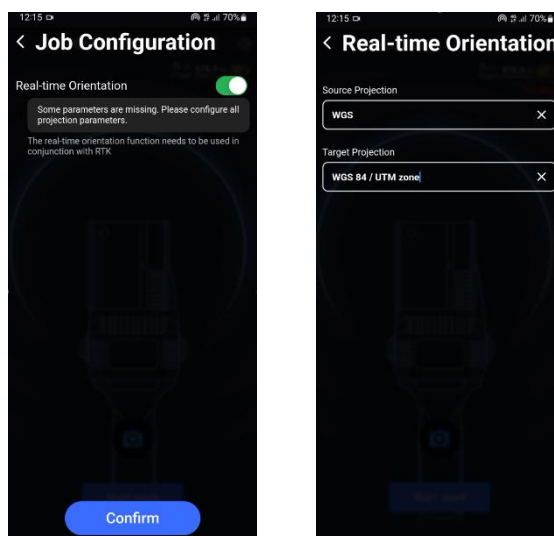 12:15
70%
< Job Configuration
Real-time Orientation
Some parameters are missing. Please configure all
projection parameters.
The real-time orientation function needs to be used in
conjunction with RTK
Confirm
12:15
70%
< Real-time Orientation
Source Projection
WGS
Target Projection
WGS 84 / UTM zone